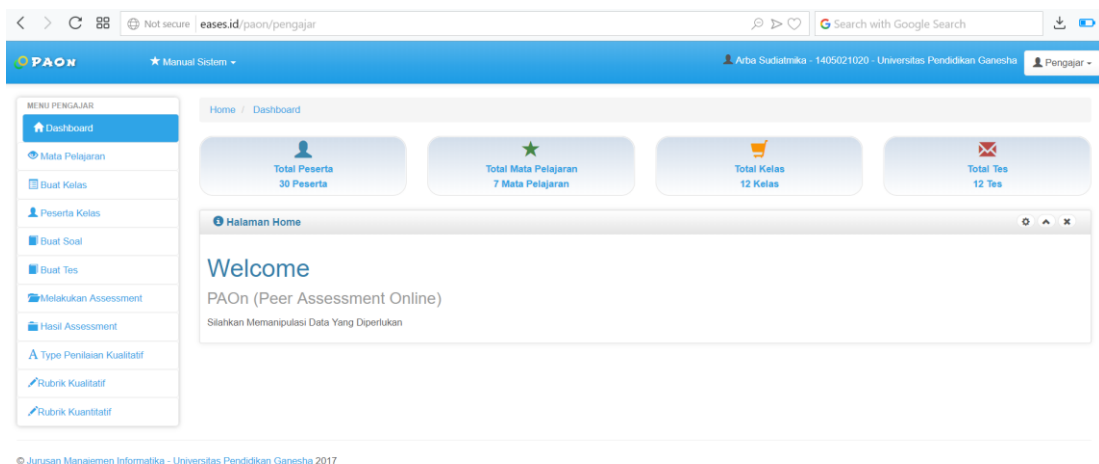 Not secure eases.id/paon/pengajar
Search with Google Search
PAON
Manual Sistem
Arba Sudiatmika - 1405021020 - Universitas Pendidikan Ganesha
Pengajar
MENU PENGAJAR
Dashboard
Mata Pelajaran
Buat Kelas
Peserta Kelas
Buat Soal
Buat Tes
Melakukan Assessment
Hasil Assessment
Type Penilaian Kualitatif
Rubrik Kualitatif
Rubrik Kuantitatif
Home / Dashboard
Total Peserta
30 Peserta
Total Mata Pelajaran
7 Mata Pelajaran
Total Kelas
12 Kelas
Total Tes
12 Tes
Halaman Home
Welcome
PAOn (Peer Assessment Online)
Silahkan Memanipulasi Data Yang Diperlukan
© Jurusan Manajemen Informatika - Universitas Pendidikan Ganesha 2017